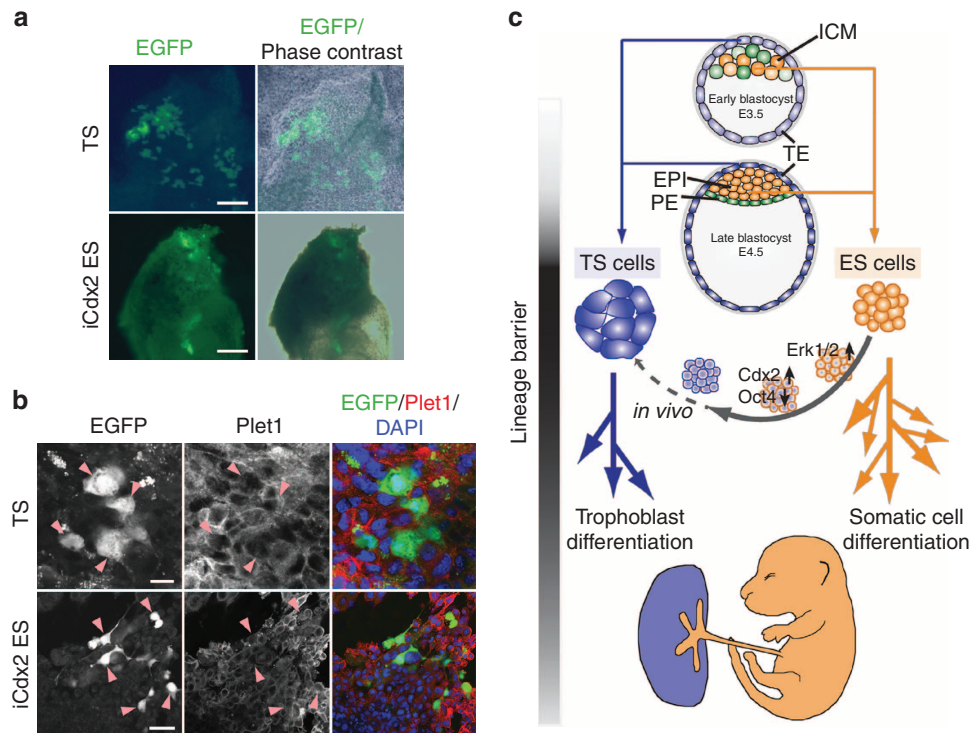 a
EGFP
EGFP/
Phase contrast
TS
iCdx2 ES
b
EGFP
Plet1
EGFP/Plet1/
DAPI
TS
iCdx2 ES
c
ICM
Early blastocyst
E3.5
TE
EPI
PE
Late blastocyst
E4.5
TS cells
ES cells
Lineage barrier
Erk1/2
Cdx2
Oct4
in vivo
Trophoblast
differentiation
Somatic cell
differentiation